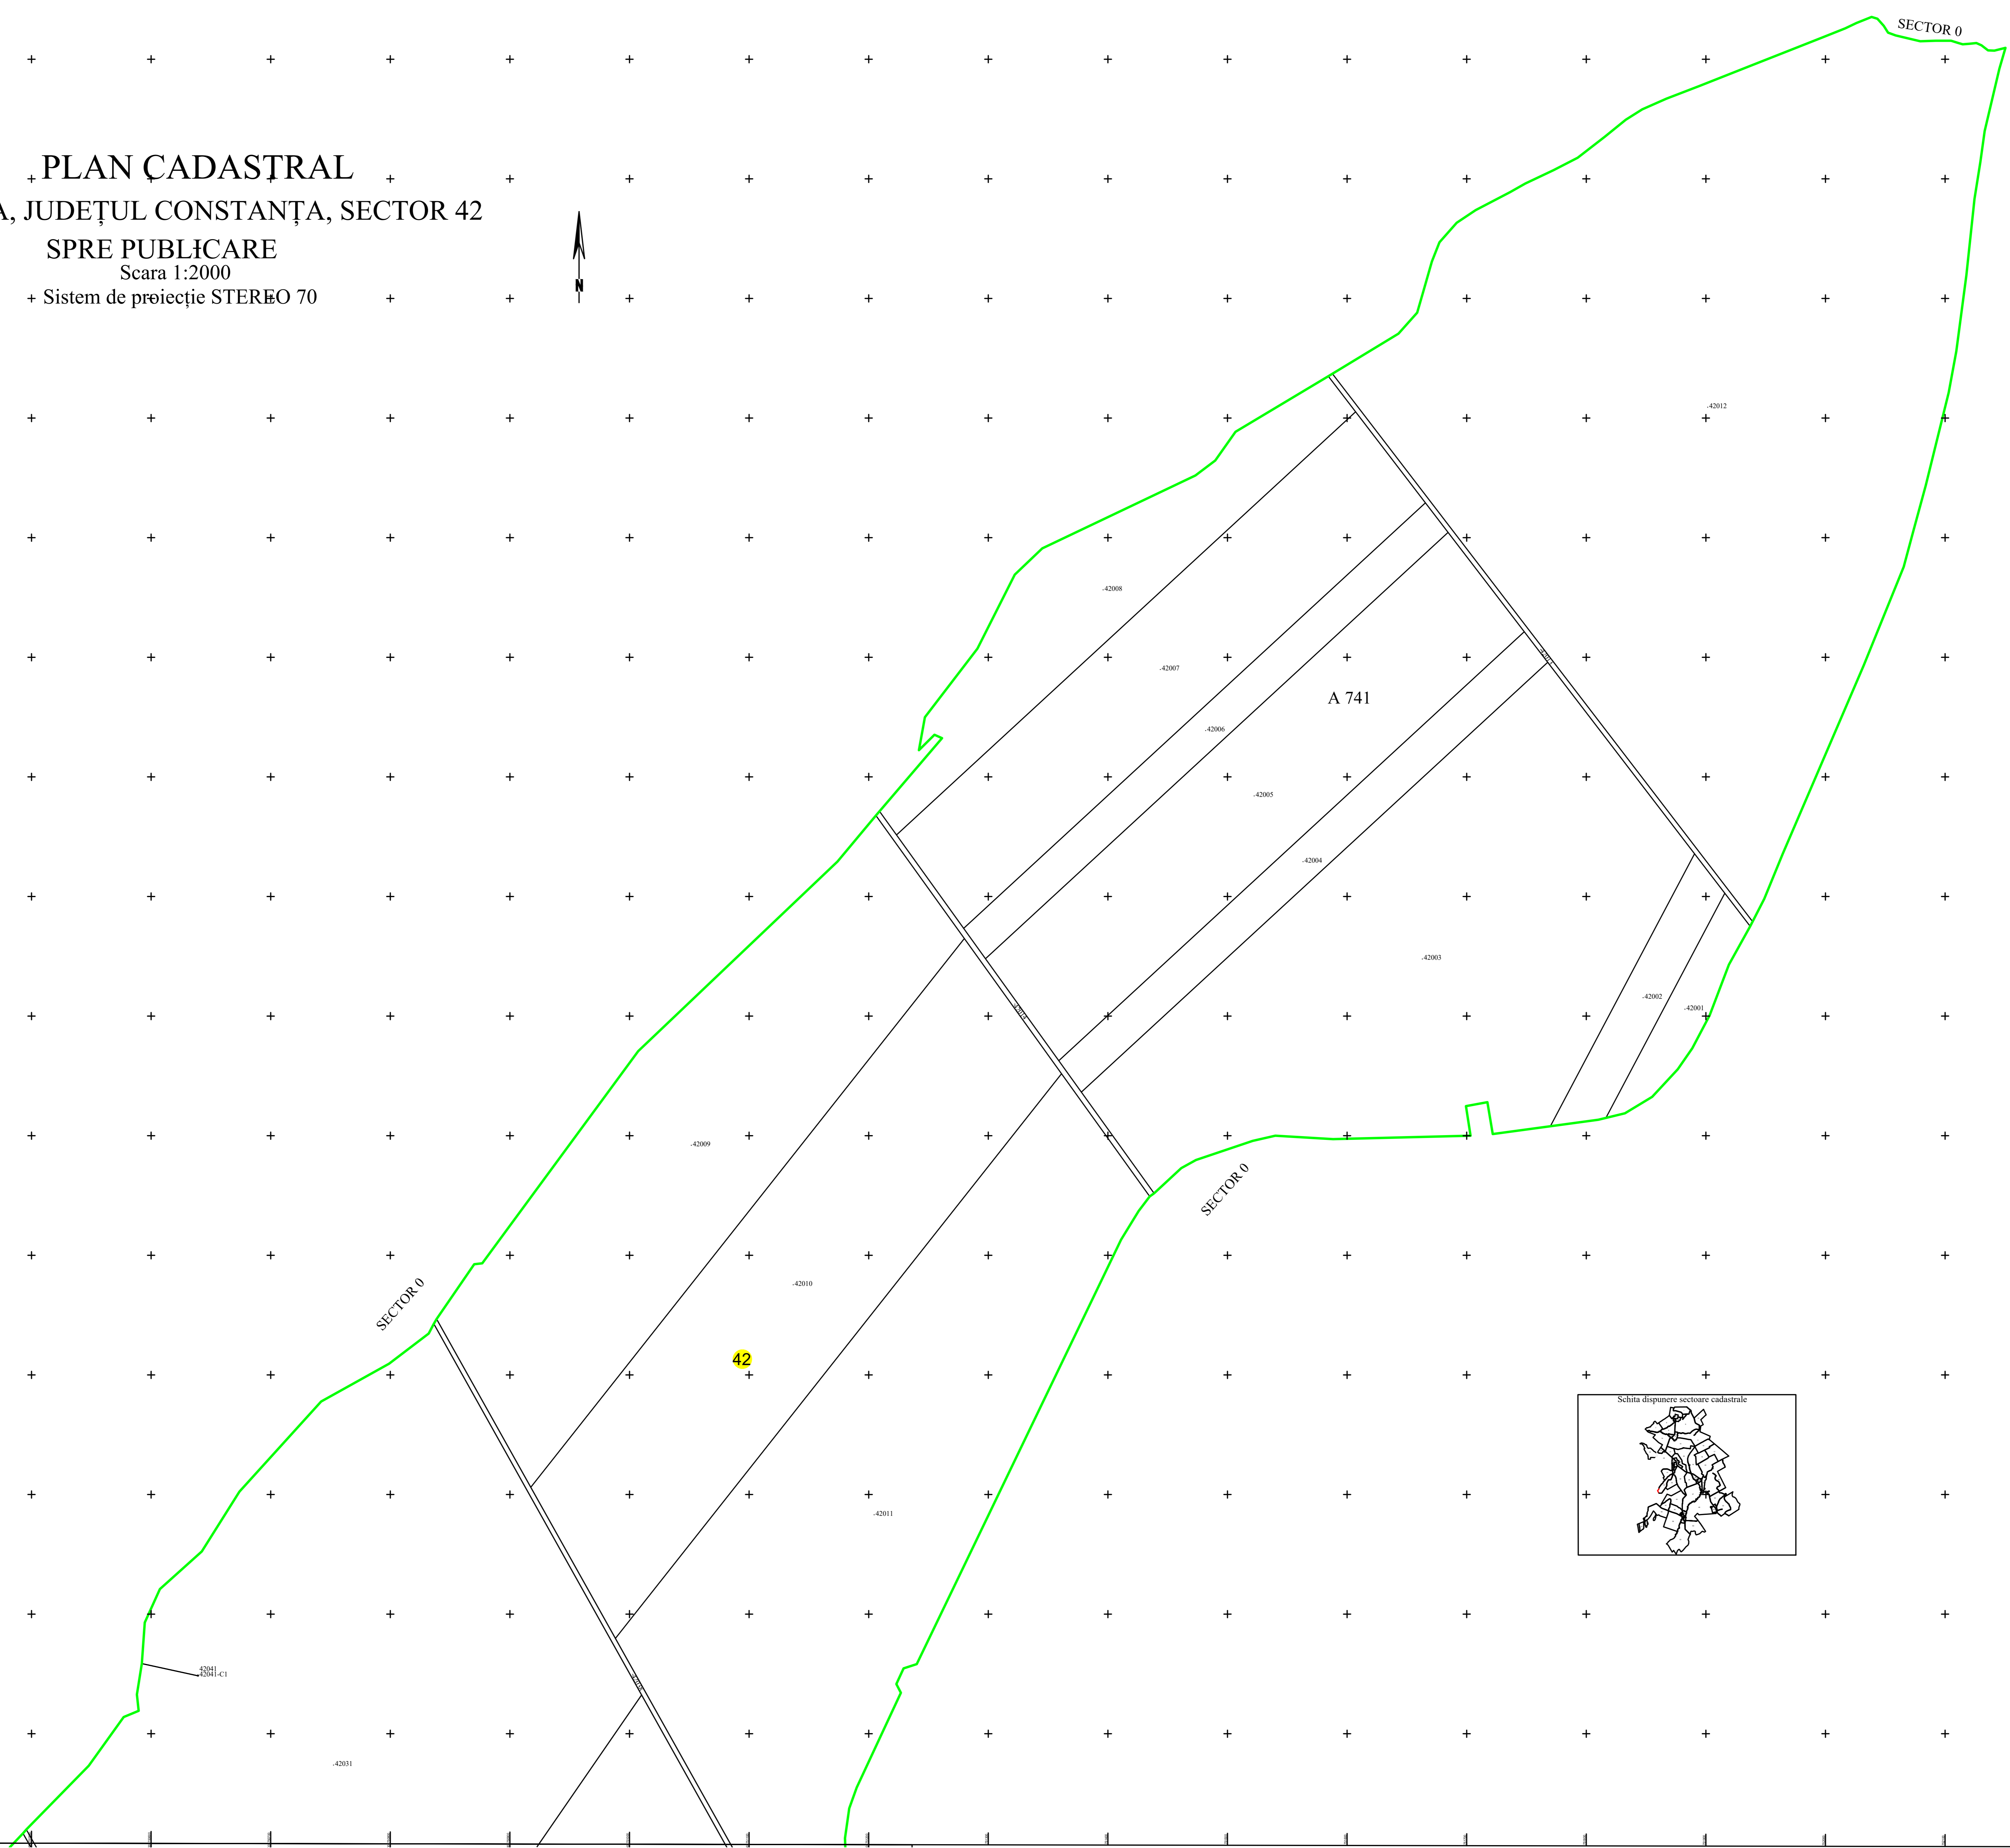 SECTOR 0
PLAN CADASTRAL
A, JUDEȚUL CONSTANȚA, SECTOR 42
SPRE PUBLICARE
Scara 1:2000
Sistem de proiecție STEREO 70
N
42012
42008
42007
A 741
42006
42005
42004
42003
42002
42001
42009
SECTOR 0
42010
SECTOR 0
42
Schita dispunere sectoare cadastrale
42011
42041
42041-C1
42031